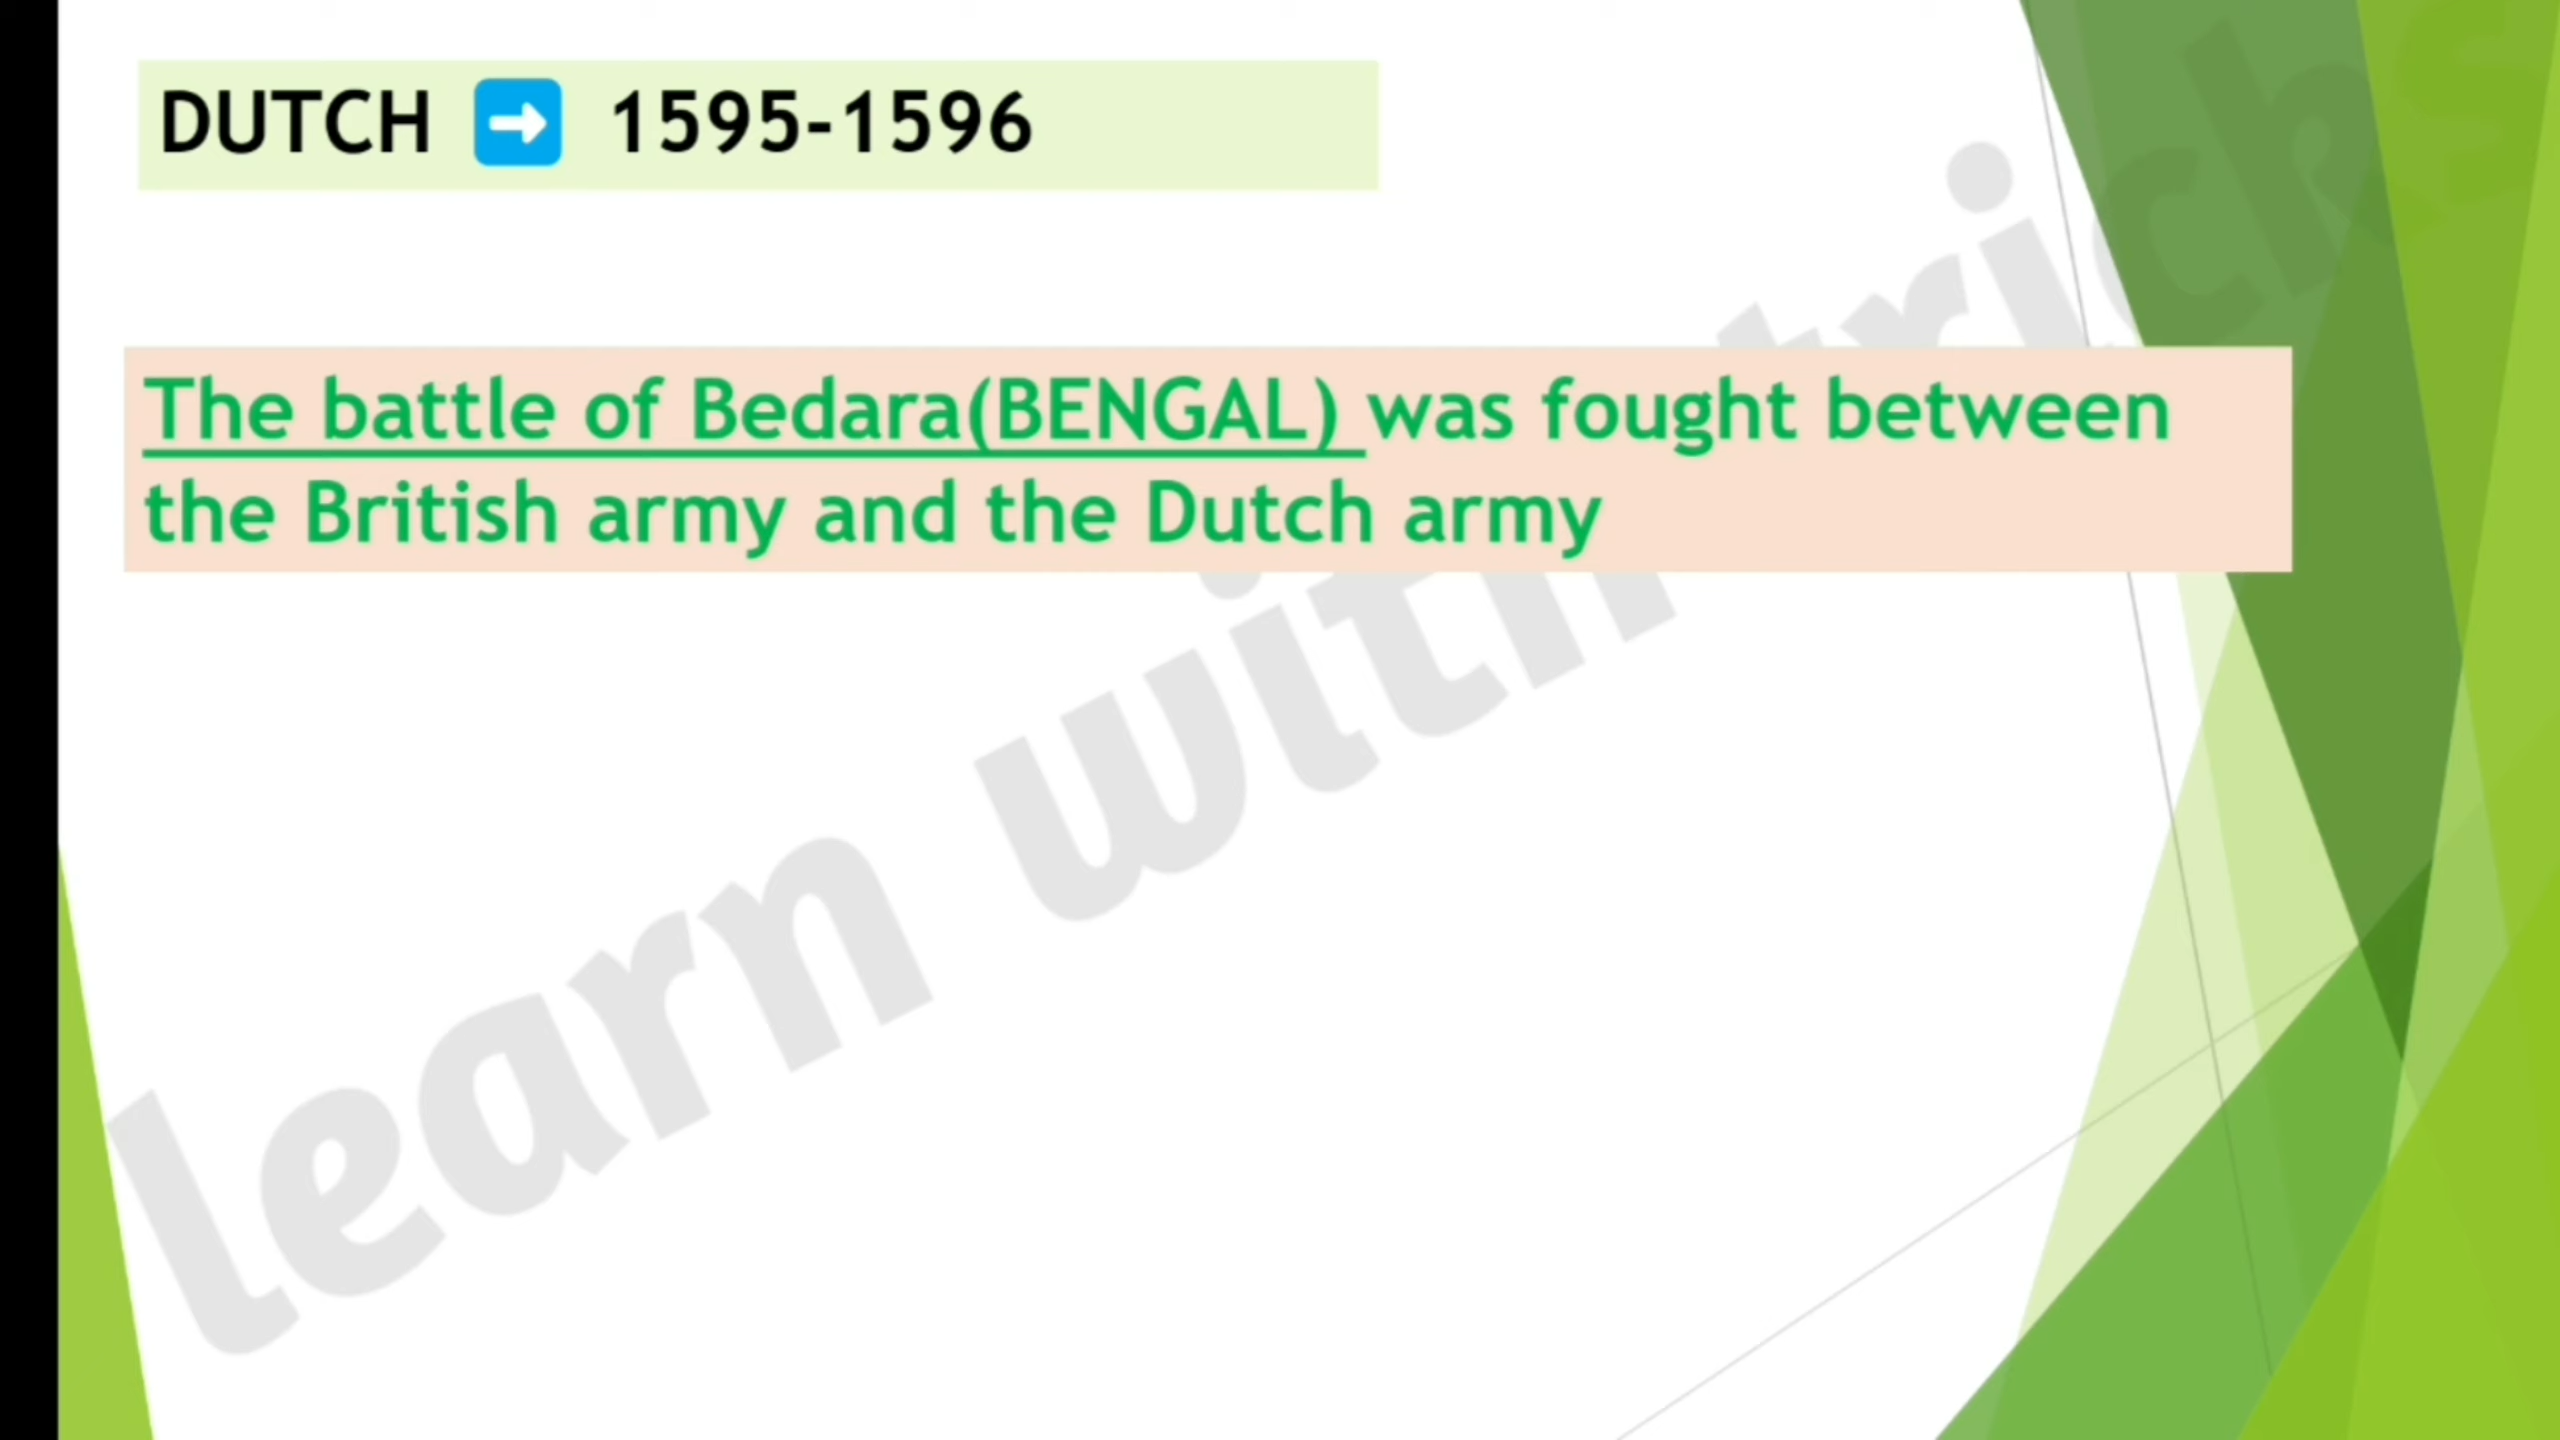 DUTCH ➡ 1595-1596
The battle of Bedara(BENGAL) was fought between
the British army and the Dutch army
learn with tricks